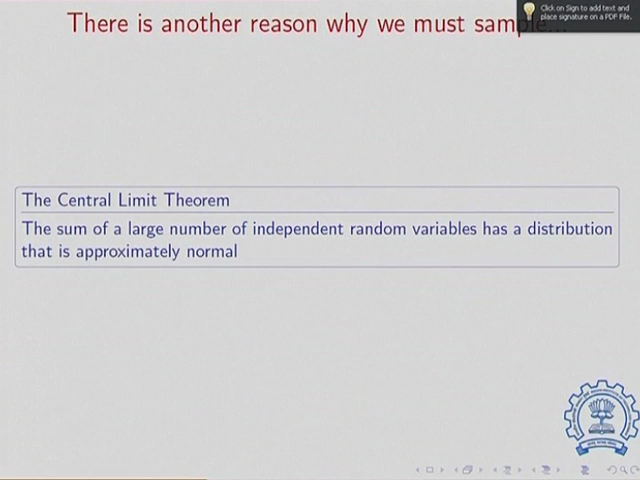 There is another reason why we must sample...
Click on Sign to add text and
place signature on a PDF File.
The Central Limit Theorem
The sum of a large number of independent random variables has a distribution
that is approximately normal